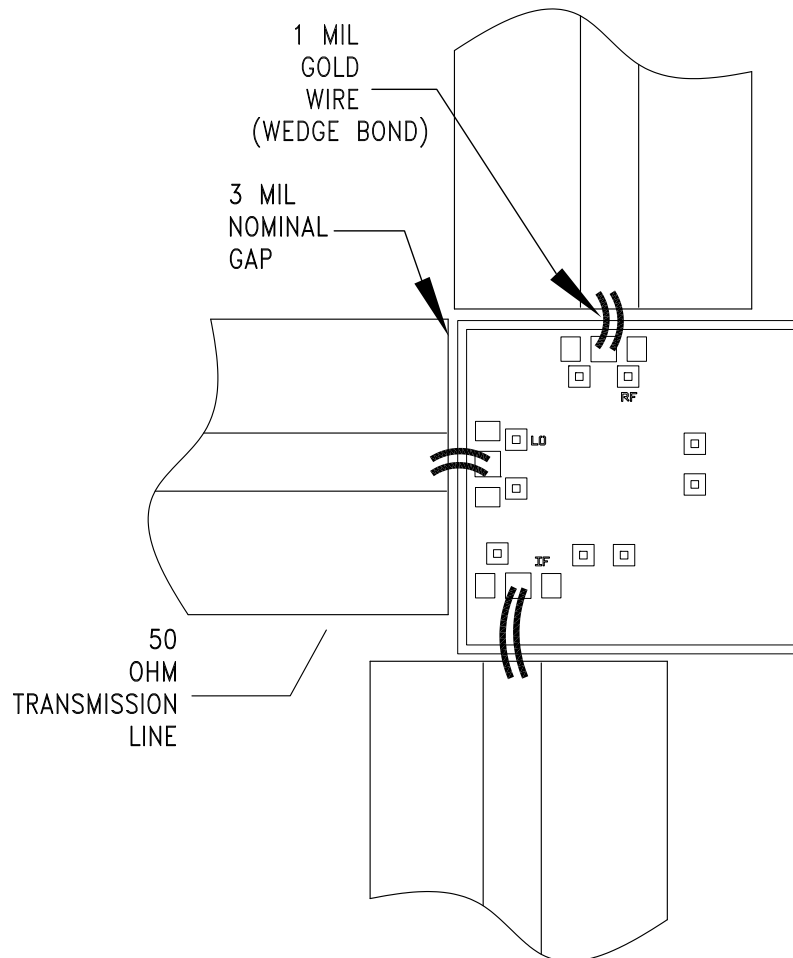 1 MIL
GOLD
WIRE
(WEDGE BOND)
3 MIL
NOMINAL
GAP
RF
LO
IF
50
OHM
TRANSMISSION
LINE